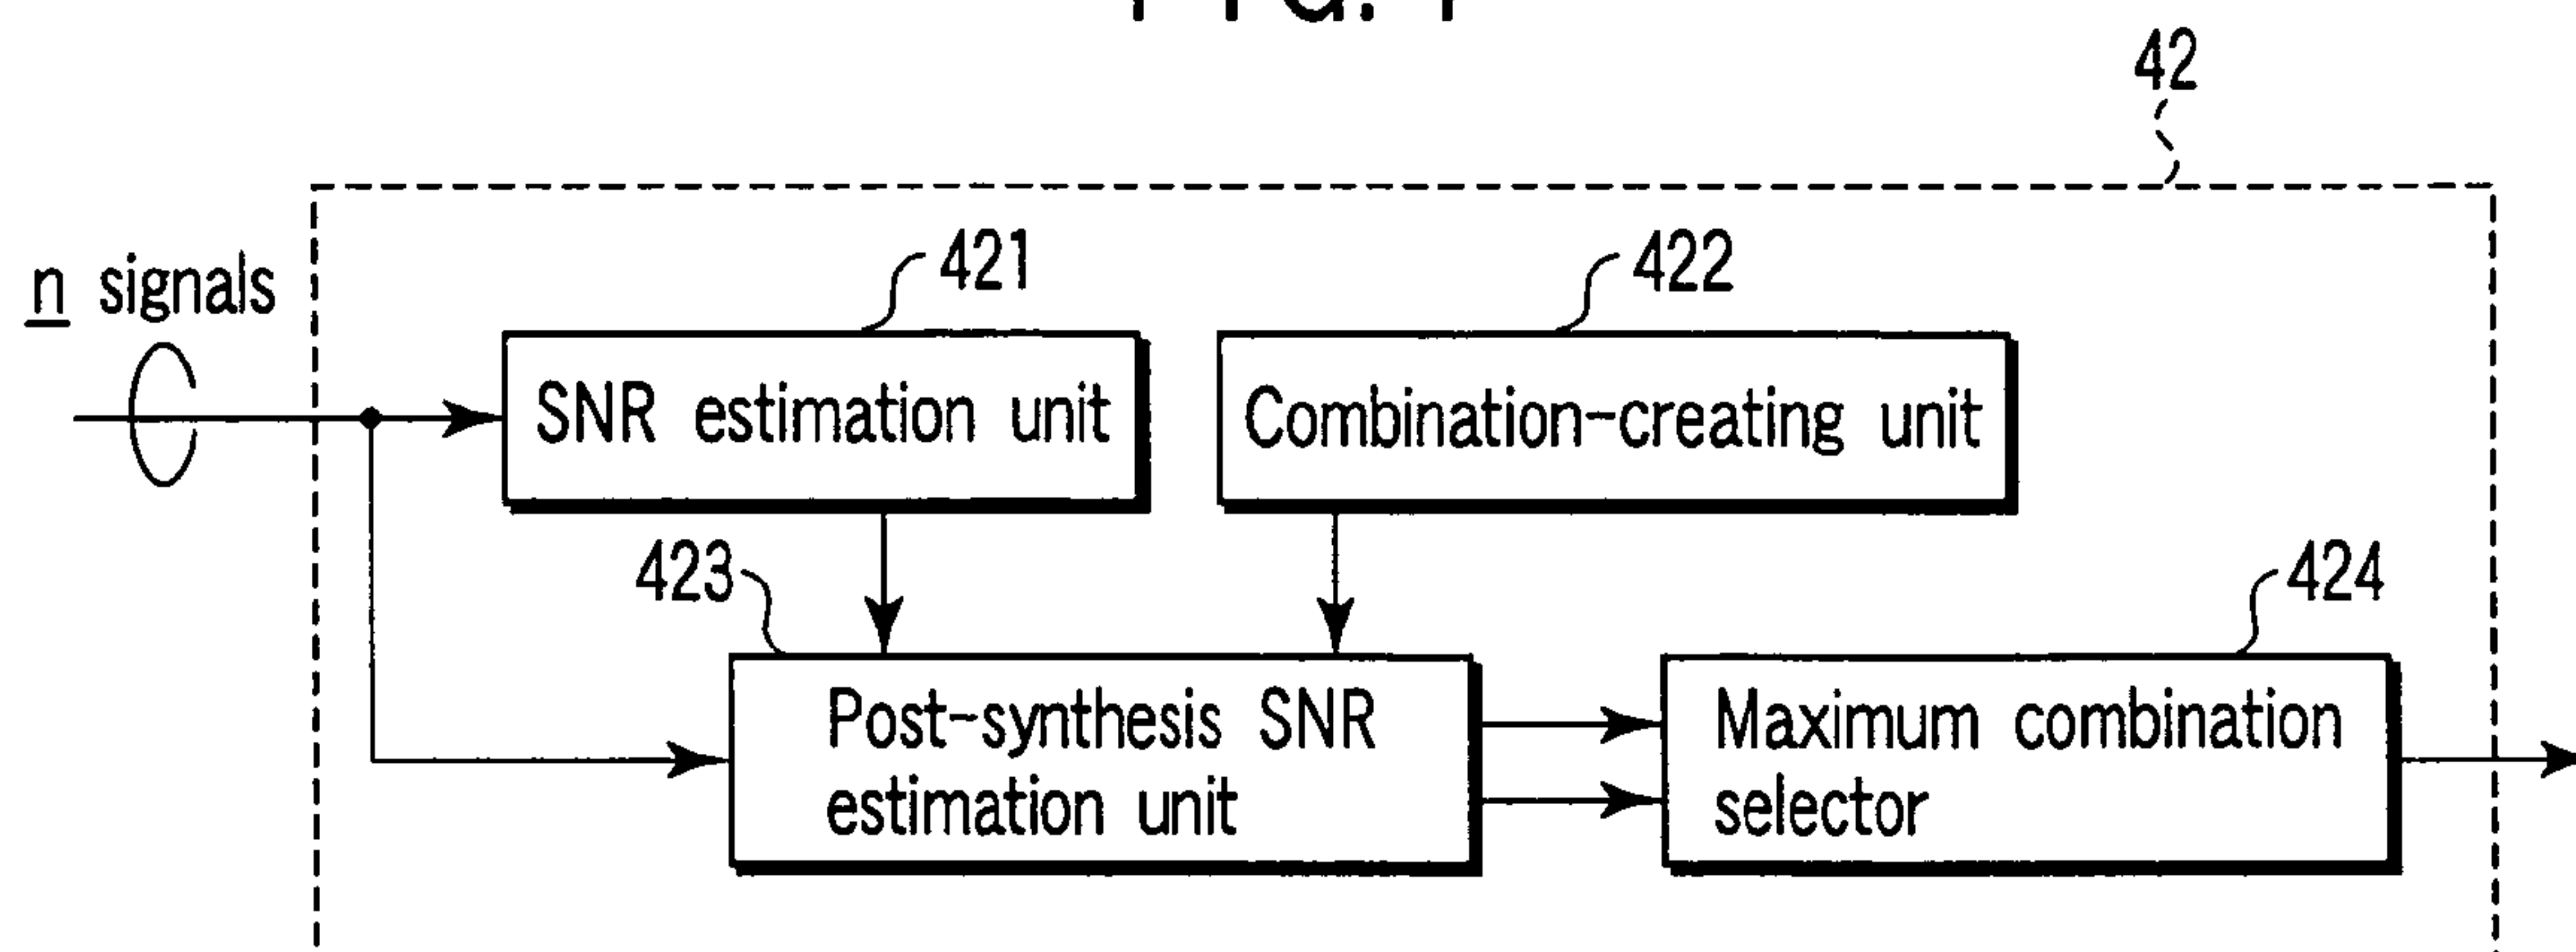 42
n signals
421
422
SNR estimation unit
Combination-creating unit
423
424
Post-synthesis SNR
estimation unit
Maximum combination
selector